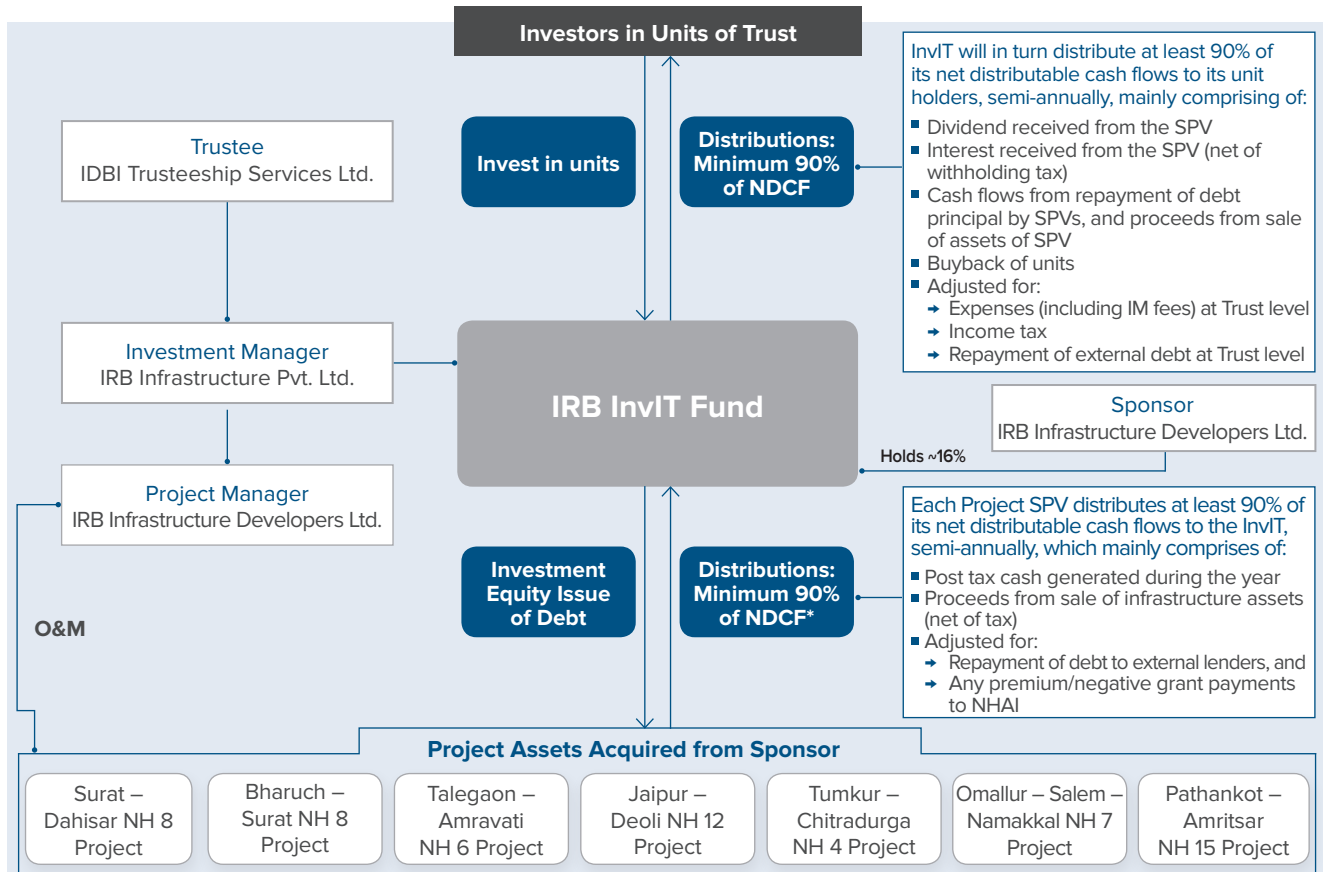 Investors in Units of Trust
InvIT will in turn distribute at least 90% of
its net distributable cash flows to its unit
holders, semi-annually, mainly comprising of:
Dividend received from the SPV
Interest received from the SPV (net of
withholding tax)
Cash flows from repayment of debt
principal by SPVs, and proceeds from sale
of assets of SPV
Buyback of units
Adjusted for:
Expenses (including IM fees) at Trust level
Income tax
Repayment of external debt at Trust level
Trustee
IDBI Trusteeship Services Ltd.
Invest in units
Distributions:
Minimum 90%
of NDCF
Investment Manager
IRB Infrastructure Pvt. Ltd.
IRB InvIT Fund
Sponsor
IRB Infrastructure Developers Ltd.
Holds ~16%
Project Manager
IRB Infrastructure Developers Ltd.
Each Project SPV distributes at least 90% of
its net distributable cash flows to the InvIT,
semi-annually, which mainly comprises of:
Post tax cash generated during the year
Proceeds from sale of infrastructure assets
(net of tax)
Adjusted for:
Repayment of debt to external lenders, and
Any premium/negative grant payments
to NHAI
Investment
Equity Issue
of Debt
Distributions:
Minimum 90%
of NDCF*
O&M
Project Assets Acquired from Sponsor
Surat –
Dahisar NH 8
Project
Bharuch –
Surat NH 8
Project
Talegaon –
Amravati
NH 6 Project
Jaipur –
Deoli NH 12
Project
Tumkur –
Chitradurga
NH 4 Project
Omallur – Salem –
Namakkal NH 7
Project
Pathankot –
Amritsar
NH 15 Project